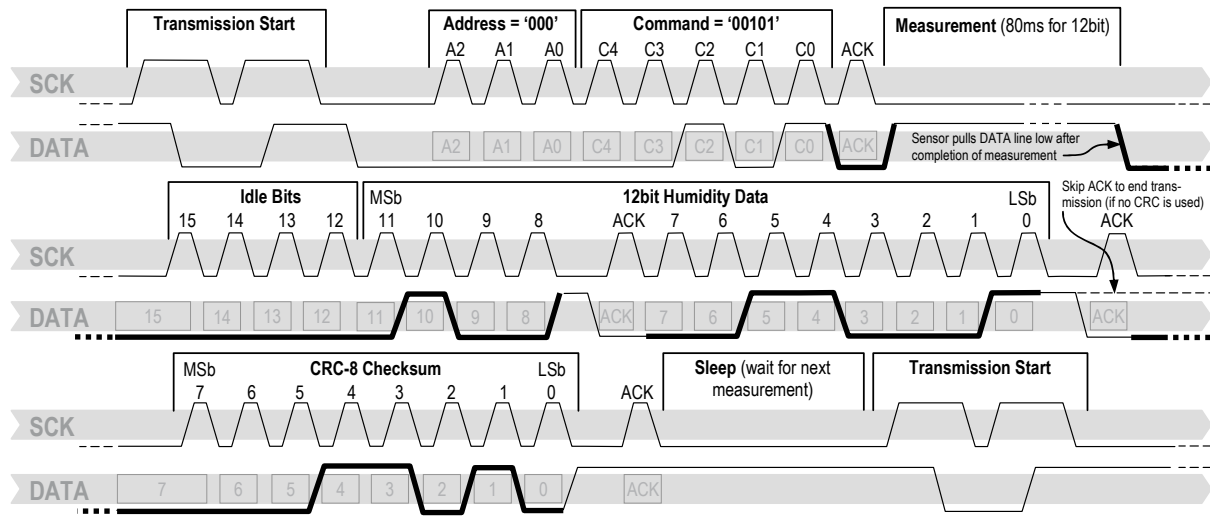 Transmission Start Address = ‘000’ Command = ‘00101’ Measurement (80ms for 12bit)
A2 A1 A0 C4 C3 C2 C1 C0 ACK
SCK
DATA A2 A1 A0 C4 C3 C2 C1 C0 ACK
Sensor pulls DATA line low after
completion of measurement
Idle Bits MSb 12bit Humidity Data LSb
15 14 13 12 11 10 9 8 ACK 7 6 5 4 3 2 1 0 ACK
Skip ACK to end trans-
mission (if no CRC is used)
SCK
DATA 15 14 13 12 11 10 9 8 ACK 7 6 5 4 3 2 1 0 ACK
MSb CRC-8 Checksum LSb
7 6 5 4 3 2 1 0 ACK
Sleep (wait for next
measurement)
Transmission Start
SCK
DATA 7 6 5 4 3 2 1 0 ACK